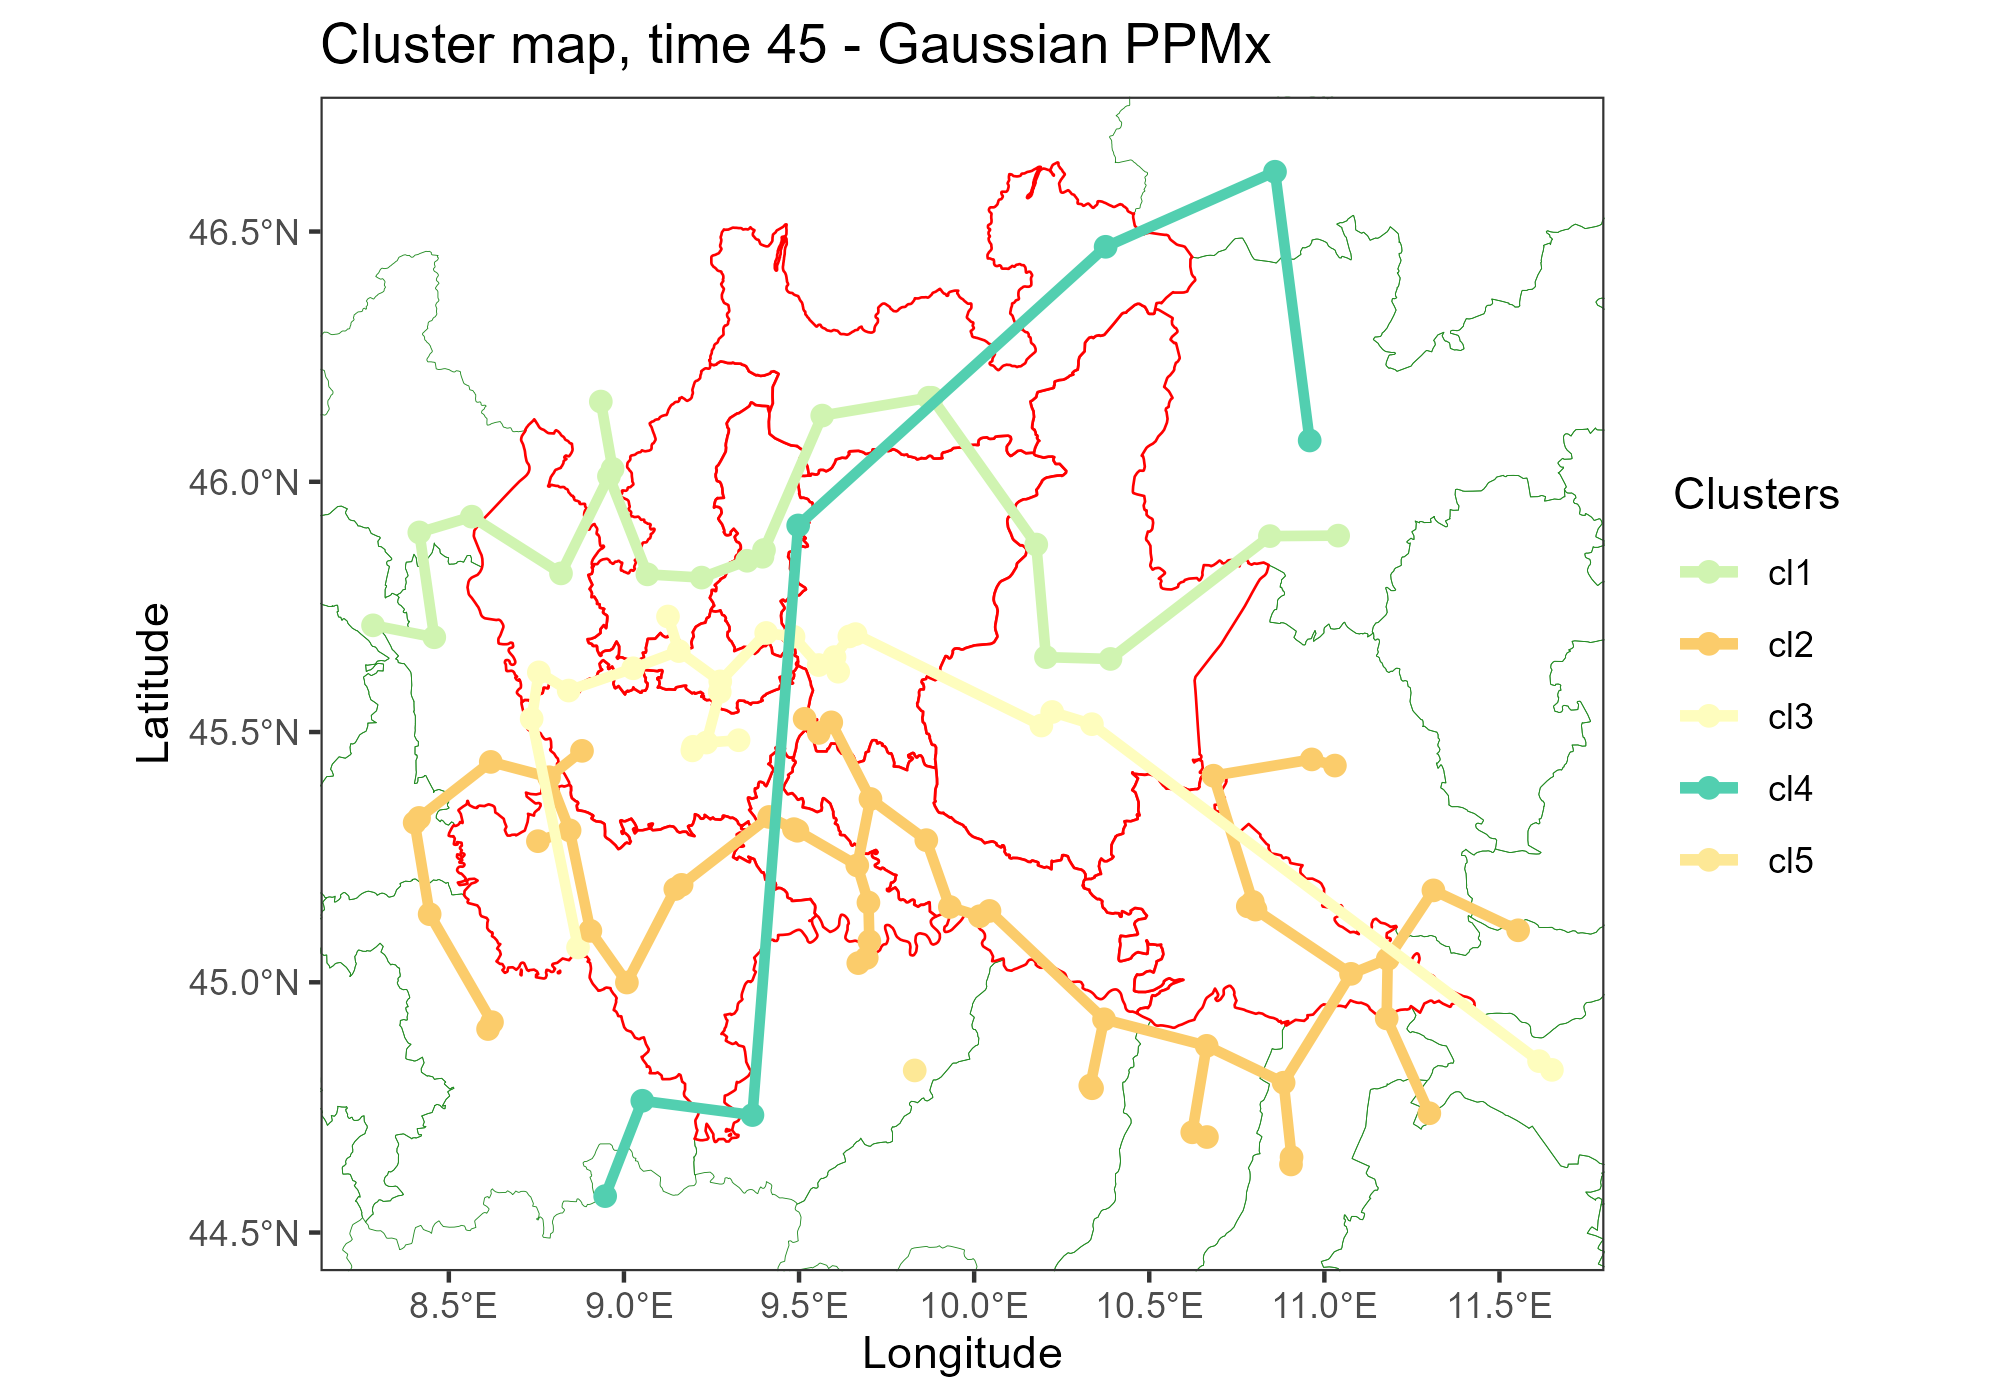 Cluster map, time 45 - Gaussian PPMx
46.5°N
46.0°N
45.5°N
45.0°N
44.5°N
Latitude
8.5°E
9.0°E
9.5°E
10.0°E
10.5°E
11.0°E
11.5°E
Longitude
Clusters
cl1
cl2
cl3
cl4
cl5